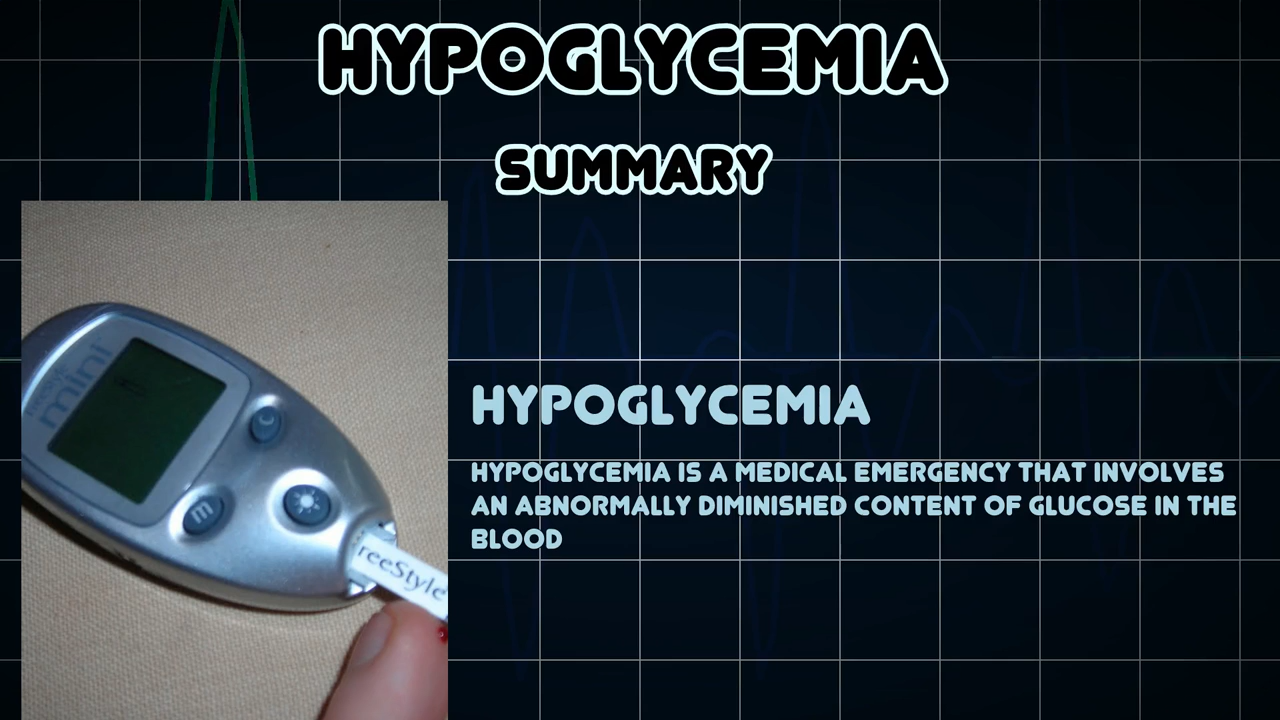 HYPOGLYCEMIA
SUMMARY
HYPOGLYCEMIA
HYPOGLYCEMIA IS A MEDICAL EMERGENCY THAT INVOLVES
AN ABNORMALLY DIMINISHED CONTENT OF GLUCOSE IN THE
BLOOD
mini
m
reeStyle